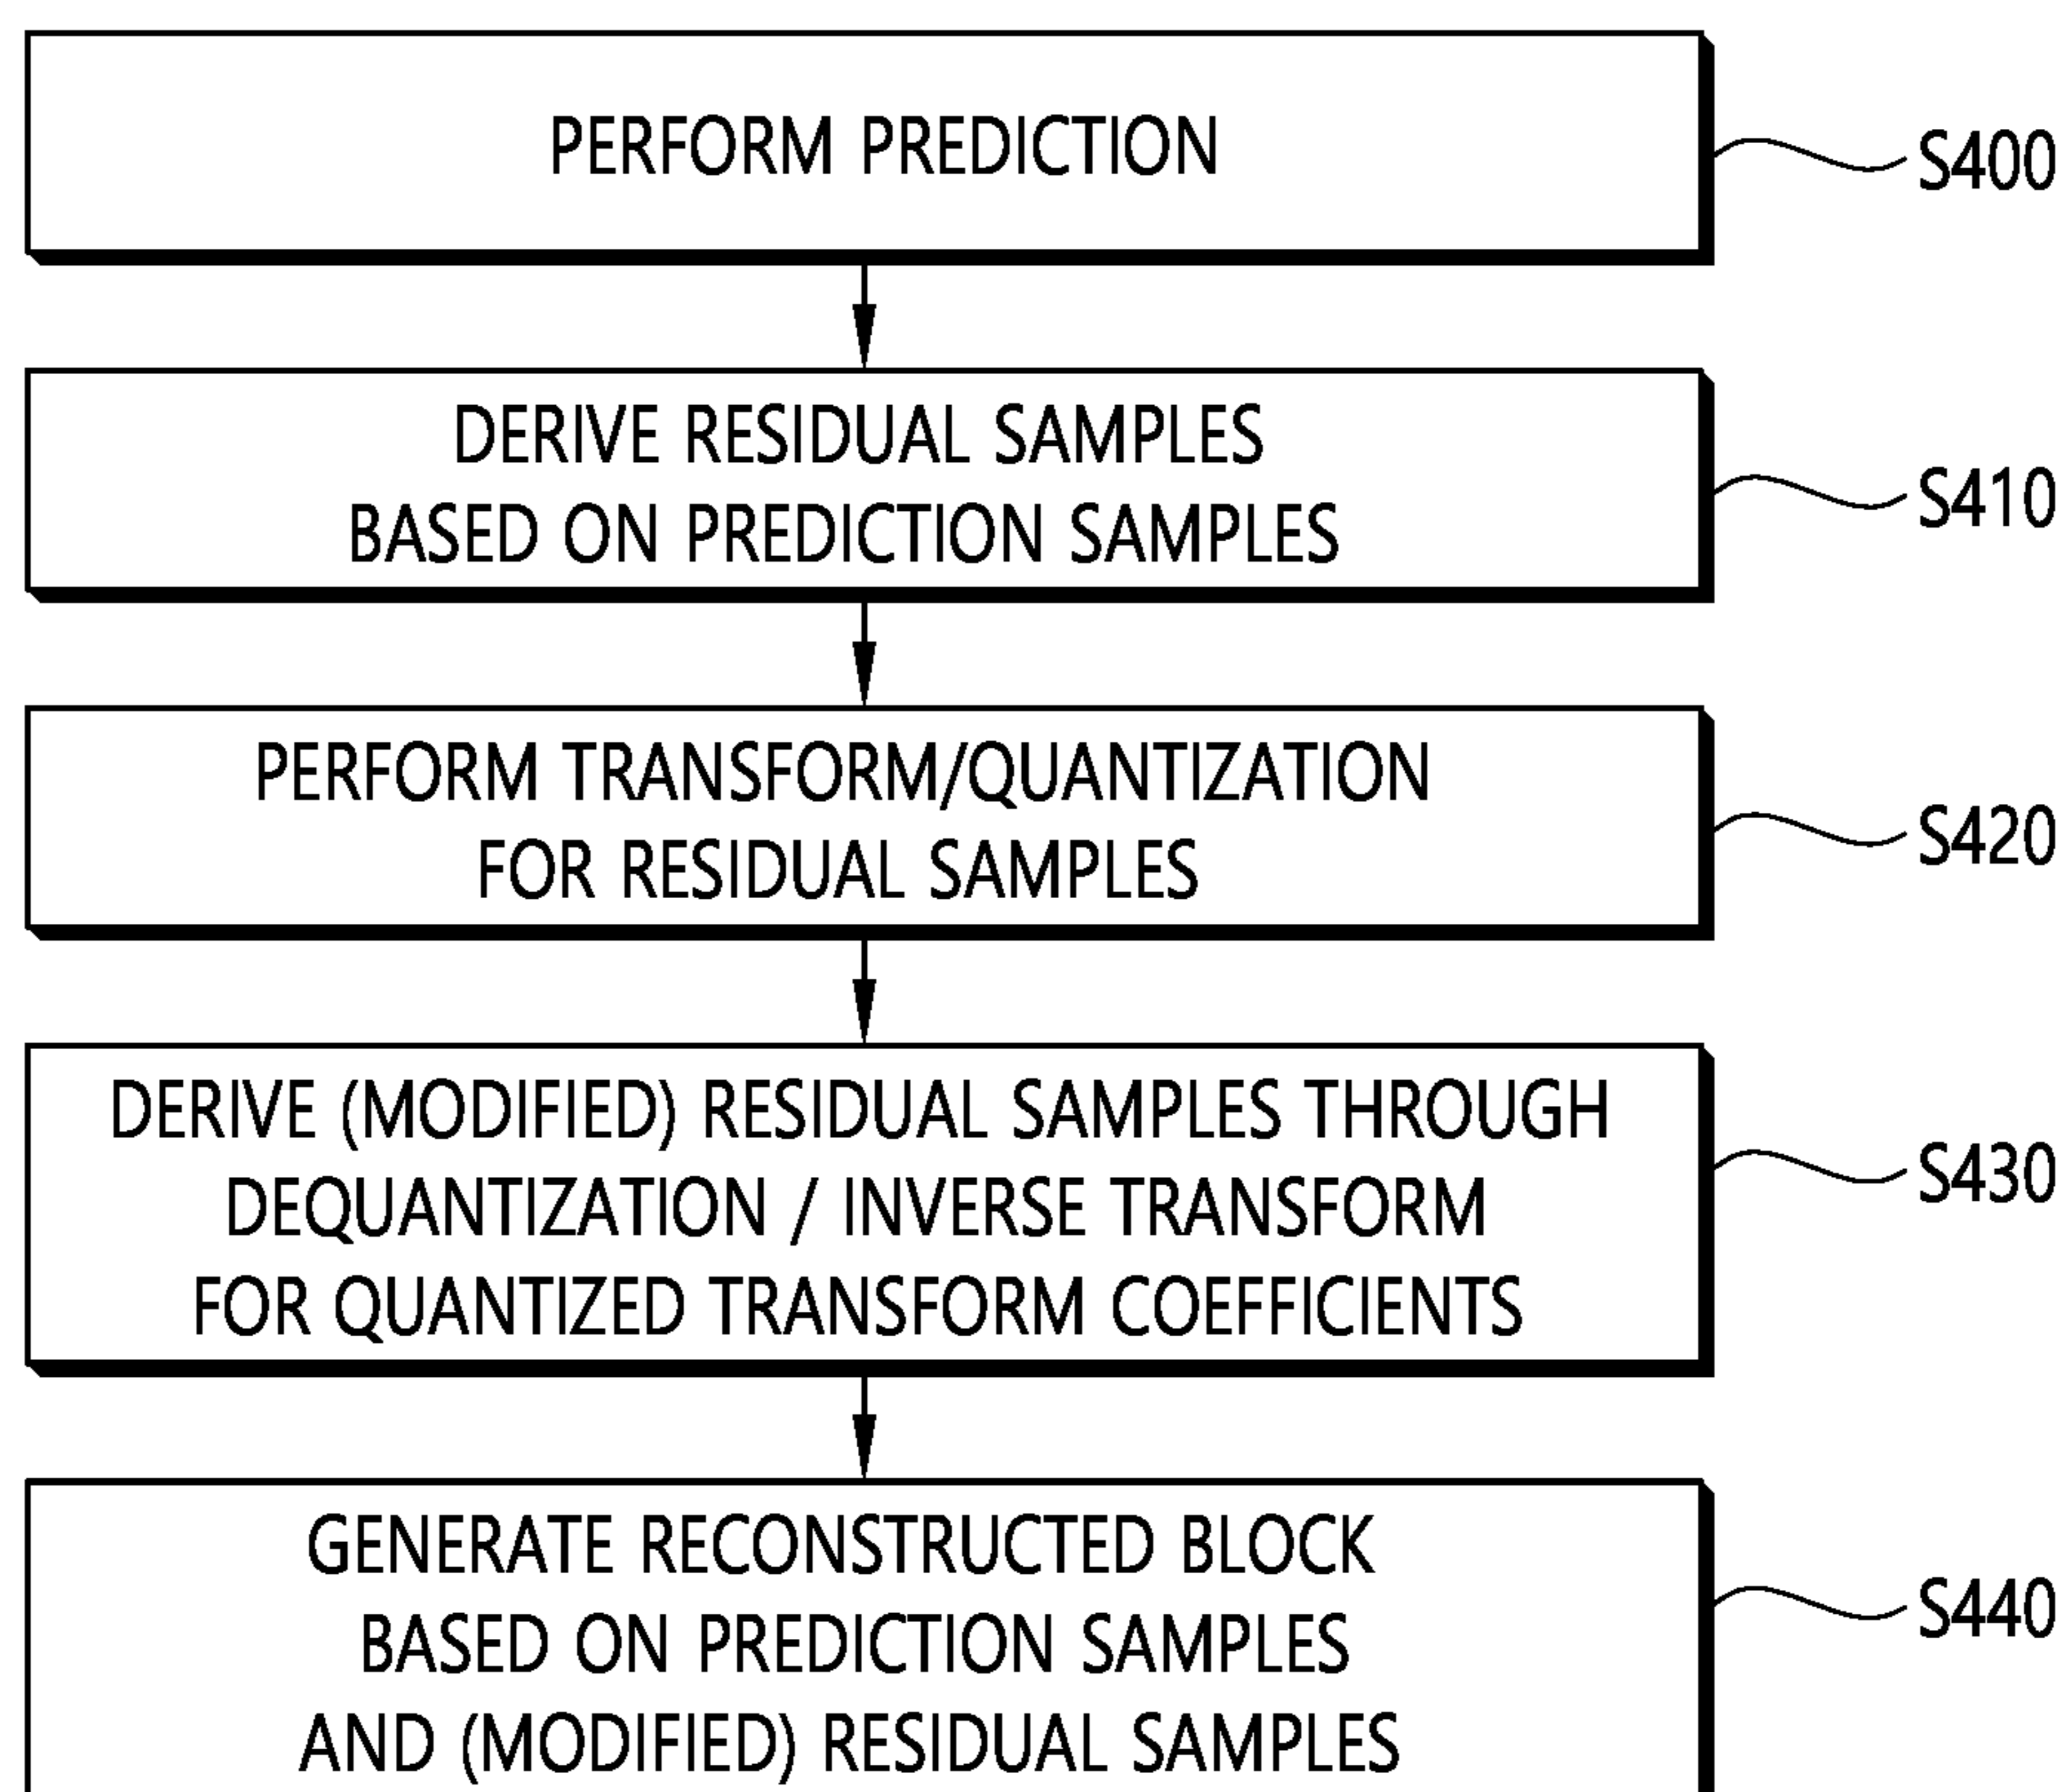 PERFORM PREDICTION
S400
DERIVE RESIDUAL SAMPLES
BASED ON PREDICTION SAMPLES
S410
PERFORM TRANSFORM/QUANTIZATION
FOR RESIDUAL SAMPLES
S420
DERIVE (MODIFIED) RESIDUAL SAMPLES THROUGH
DEQUANTIZATION / INVERSE TRANSFORM
FOR QUANTIZED TRANSFORM COEFFICIENTS
S430
GENERATE RECONSTRUCTED BLOCK
BASED ON PREDICTION SAMPLES
AND (MODIFIED) RESIDUAL SAMPLES
S440